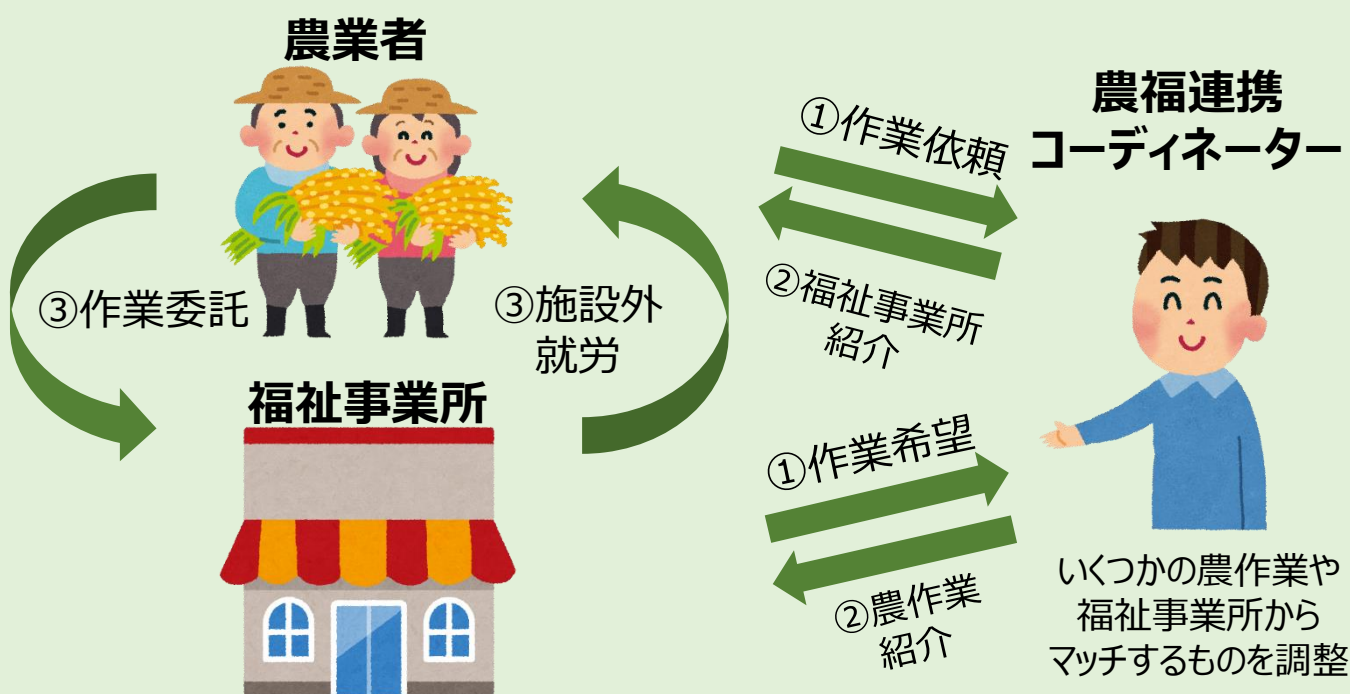 農業者
③作業委託
③施設外
就労
福祉事業所
①作業依頼
②福祉事業所
紹介
①作業希望
②農作業
紹介
農福連携
コーディネーター
いくつかの農作業や
福祉事業所から
マッチするものを調整